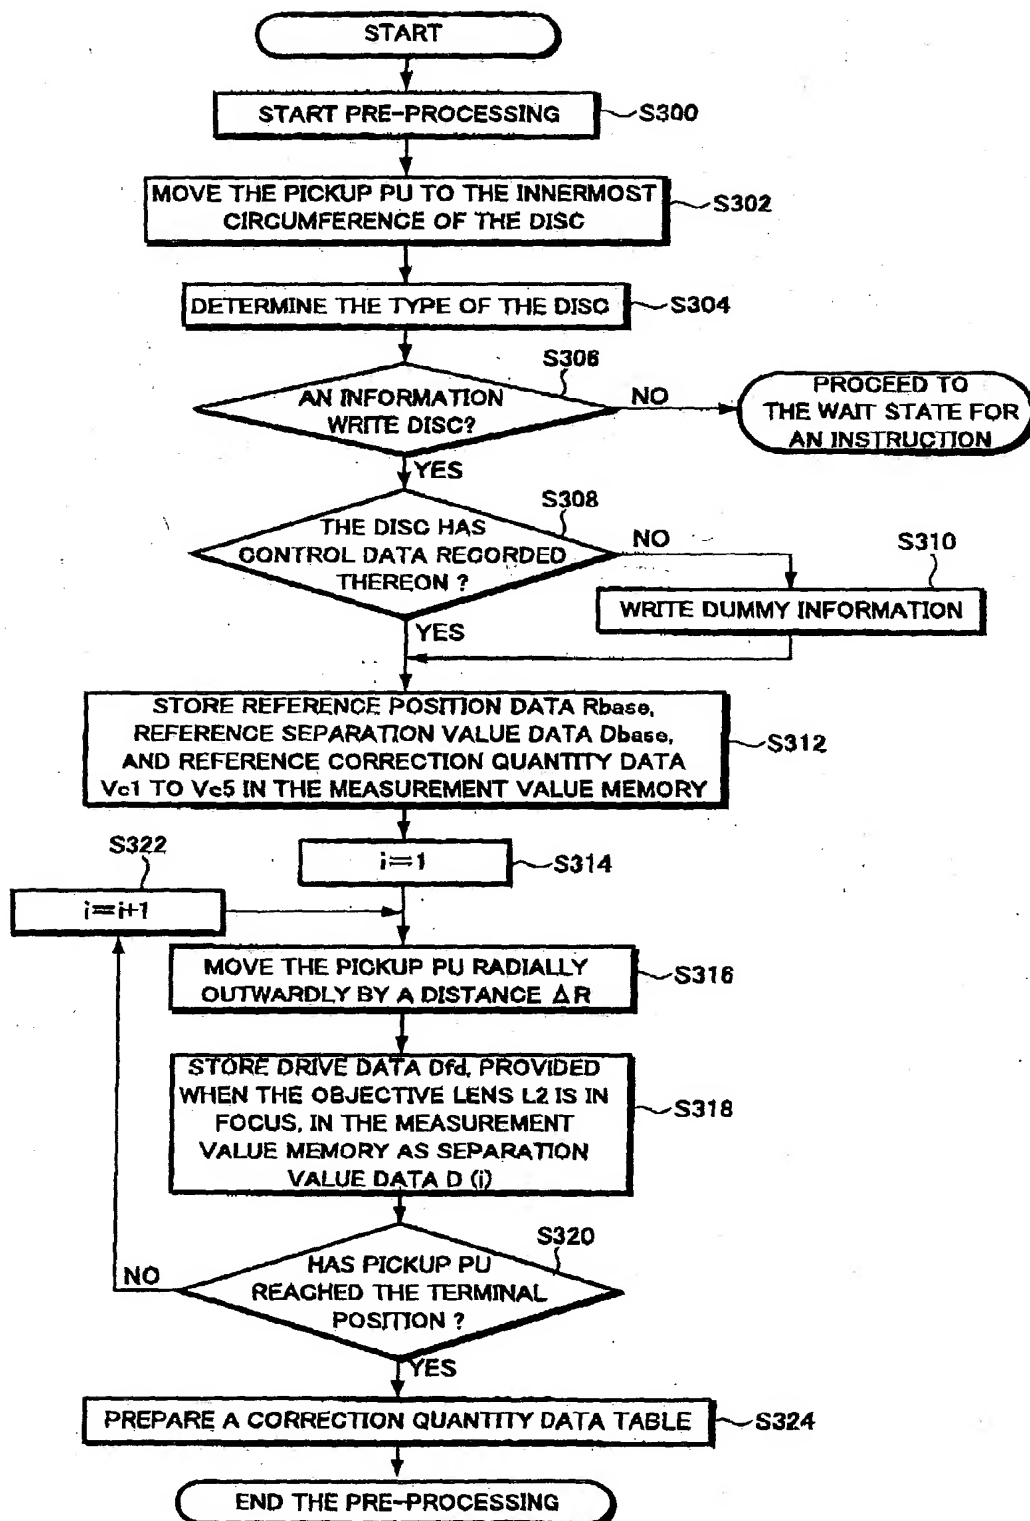 START
START PRE-PROCESSING
S300
MOVE THE PICKUP PU TO THE INNERMOST
CIRCUMFERENCE OF THE DISC
S302
DETERMINE THE TYPE OF THE DISC
S304
S306
AN INFORMATION
WRITE DISC?
NO
PROCEED TO
THE WAIT STATE FOR
AN INSTRUCTION
YES
S308
THE DISC HAS
CONTROL DATA RECORDED
THEREON ?
NO
S310
WRITE DUMMY INFORMATION
YES
STORE REFERENCE POSITION DATA Rbase,
REFERENCE SEPARATION VALUE DATA Dbase,
AND REFERENCE CORRECTION QUANTITY DATA
Vc1 TO Vc5 IN THE MEASUREMENT VALUE MEMORY
S312
S322
i=1
S314
i=i+1
MOVE THE PICKUP PU RADIALLY
OUTWARDLY BY A DISTANCE ΔR
S316
STORE DRIVE DATA Dfd, PROVIDED
WHEN THE OBJECTIVE LENS L2 IS IN
FOCUS, IN THE MEASUREMENT
VALUE MEMORY AS SEPARATION
VALUE DATA D (i)
S318
S320
HAS PICKUP PU
REACHED THE TERMINAL
POSITION ?
NO
YES
PREPARE A CORRECTION QUANTITY DATA TABLE
S324
END THE PRE-PROCESSING